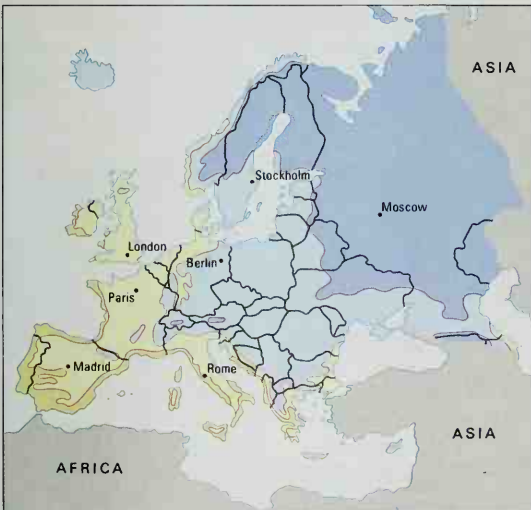 ASIA
Stockholm
Moscow
London
Berlin
Paris
Madrid
Rome
ASIA
AFRICA